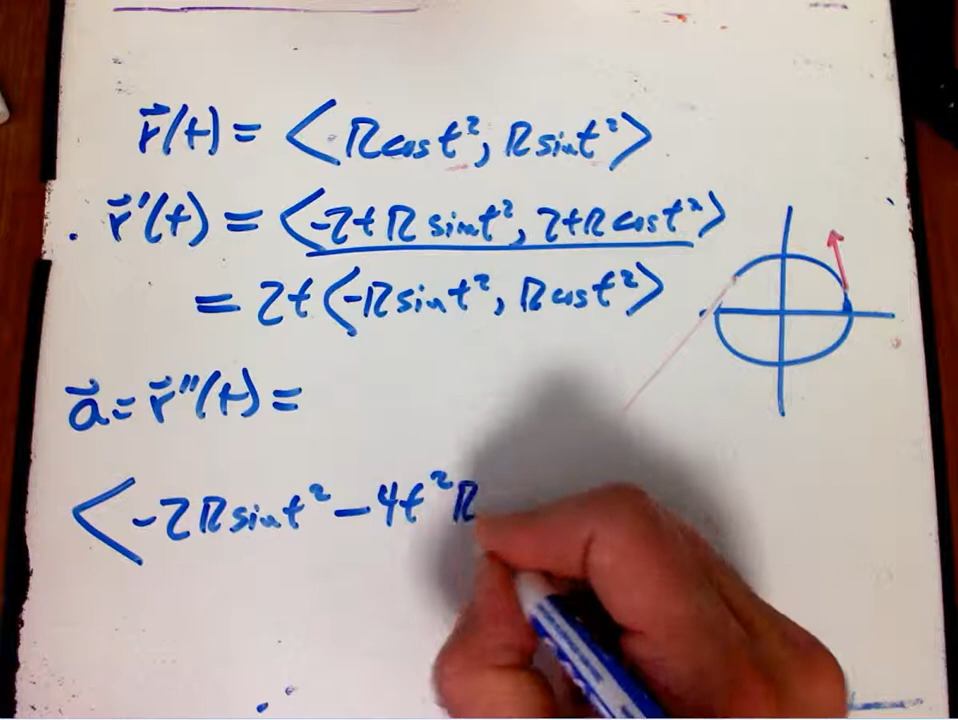 r⃗(t) = <R cos t², R sin t²>
r⃗'(t) = <-2t R sin t², 2t R cos t²>
= 2t <-R sin t², R cos t²>
a⃗ = r⃗''(t) =
<-2R sin t² - 4t² R